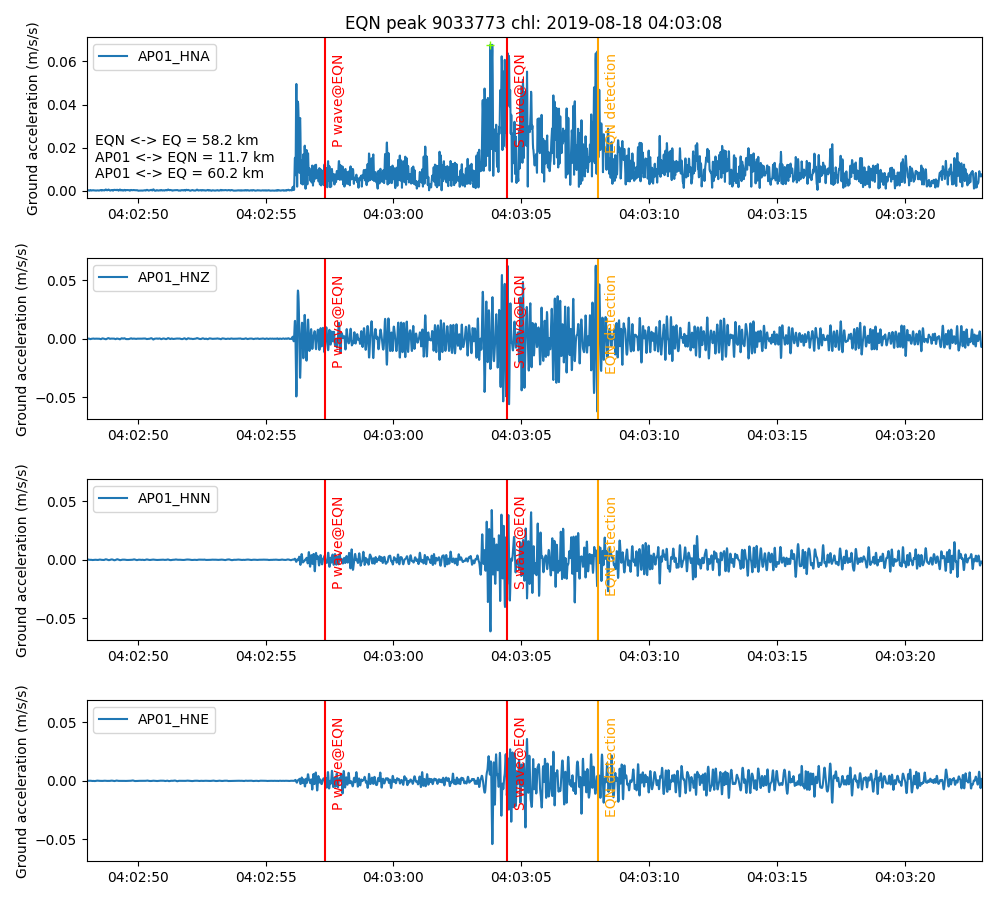 EQN peak 9033773 chl: 2019-08-18 04:03:08
Ground acceleration (m/s/s)
0.06
0.04
0.02
0.00
AP01_HNA
EQN <-> EQ = 58.2 km
AP01 <-> EQN = 11.7 km
AP01 <-> EQ = 60.2 km
P wave@EQN
S wave@EQN
EQN detection
04:02:50 04:02:55 04:03:00 04:03:05 04:03:10 04:03:15 04:03:20
Ground acceleration (m/s/s)
0.05
0.00
−0.05
AP01_HNZ
P wave@EQN
S wave@EQN
EQN detection
04:02:50 04:02:55 04:03:00 04:03:05 04:03:10 04:03:15 04:03:20
Ground acceleration (m/s/s)
0.05
0.00
−0.05
AP01_HNN
P wave@EQN
S wave@EQN
EQN detection
04:02:50 04:02:55 04:03:00 04:03:05 04:03:10 04:03:15 04:03:20
Ground acceleration (m/s/s)
0.05
0.00
−0.05
AP01_HNE
P wave@EQN
S wave@EQN
EQN detection
04:02:50 04:02:55 04:03:00 04:03:05 04:03:10 04:03:15 04:03:20